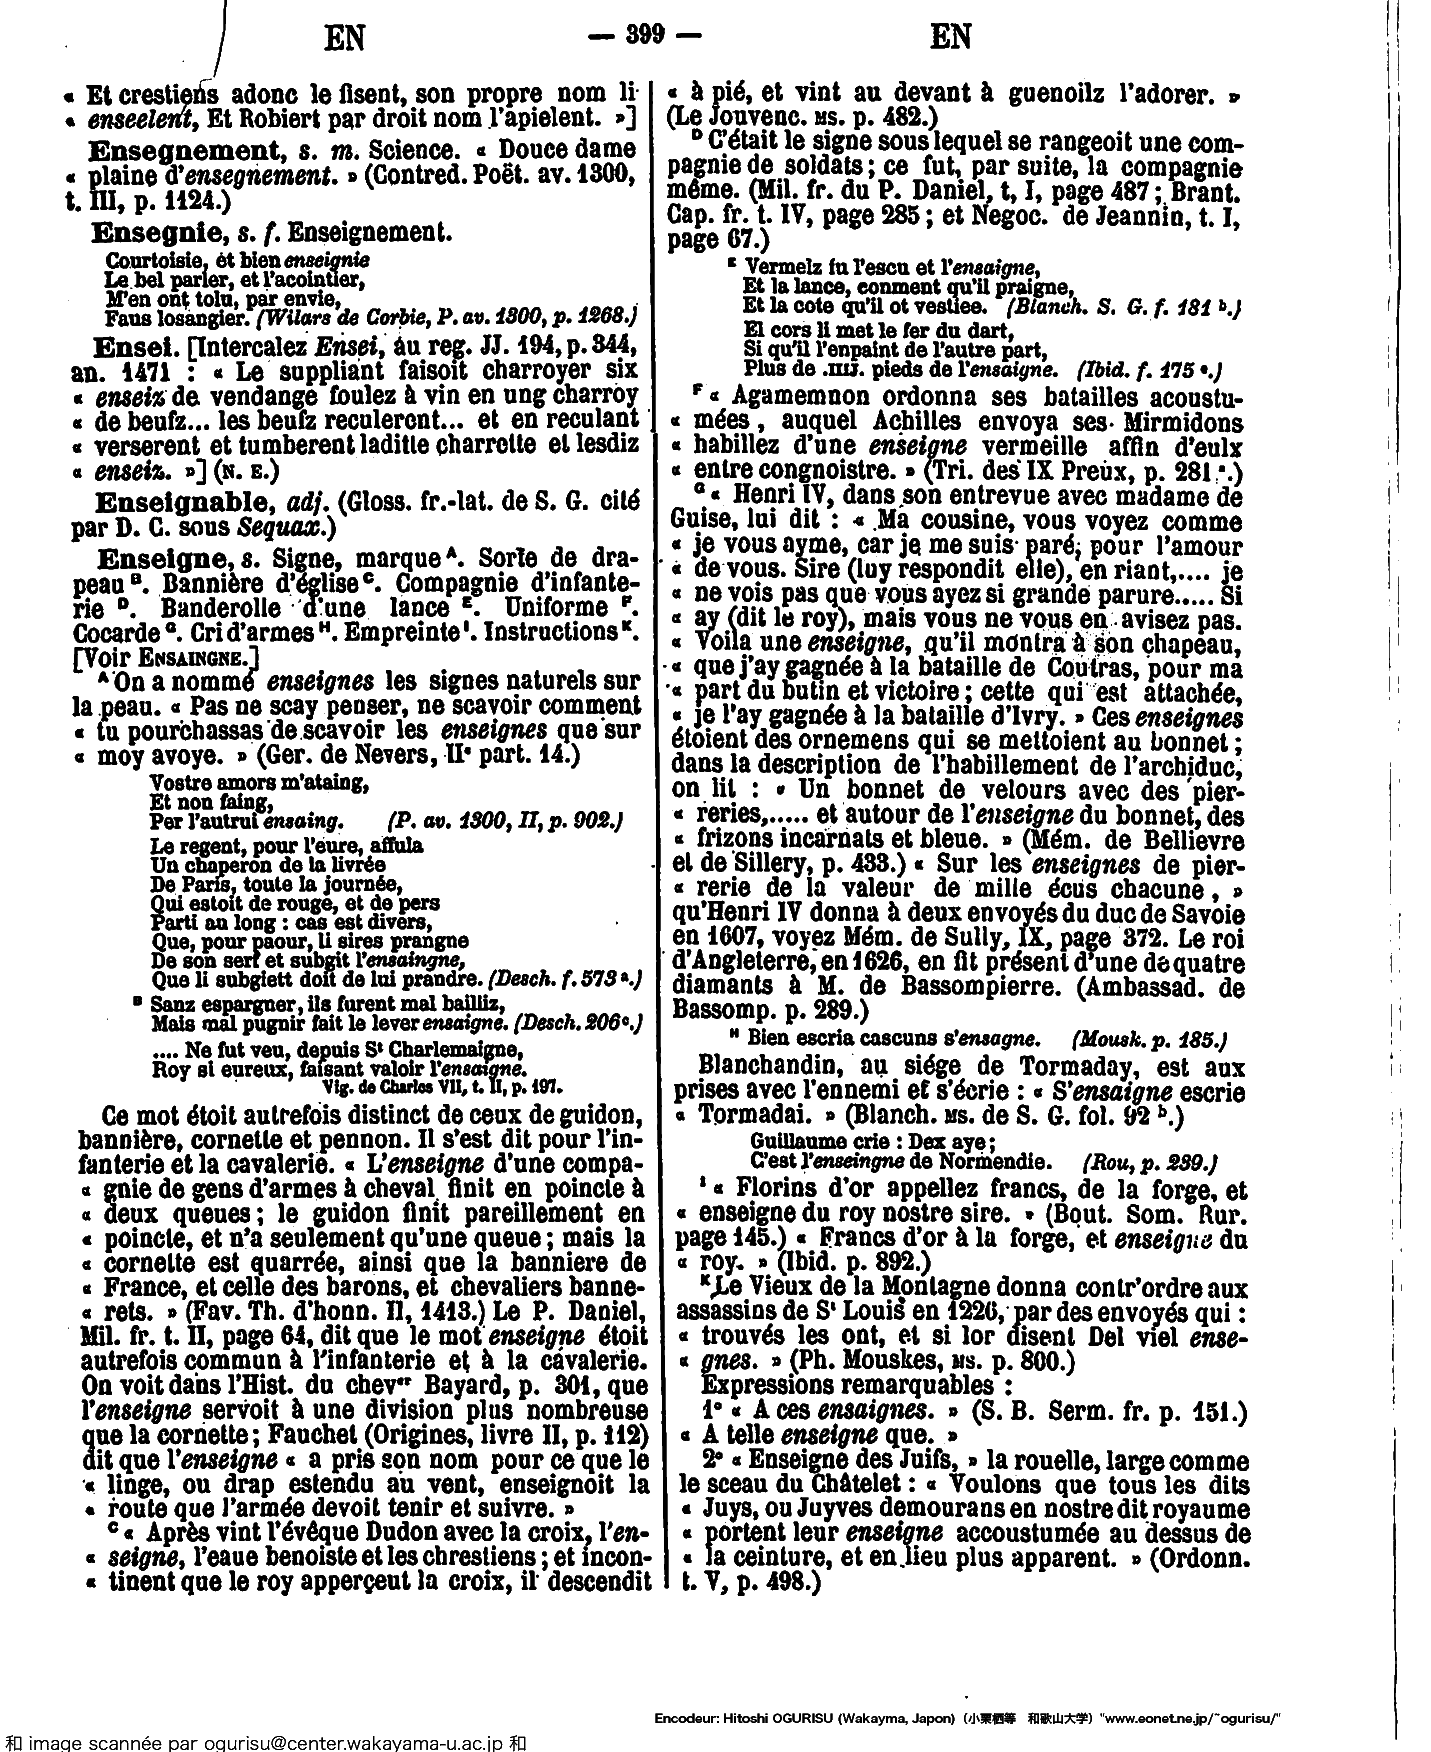 EN — 399 — EN
« Et crestiens adonc le fisent, son propre nom li
« enseelent, Et Robiert par droit nom l'apielent. »]
Ensegnement, s. m. Science. « Douce dame
« plaine d'ensegnement. » (Contred. Poët. av. 1300,
t. III, p. 1124.)
Ensegnie, s. f. Enseignement.
Courtoisie, et bien enseignie
Le bel parler, et l'acointier,
M'en ont tolu, par envie,
Faus losangier. (Wilars de Corbie, P. av. 1300, p. 1268.)
Ensei. [Intercalez Ensei, au reg. JJ. 194, p. 344,
an. 1471 : « Le suppliant faisoit charroyer six
« enseiz de vendange foulez à vin en ung charroy
« de beufz... les beufz reculeront... et en reculant
« verserent et tumberent laditte charrotte et lesdiz
« enseiz. »] (N. E.)
Enseignable, adj. (Gloss. fr.-lat. de S. G. cité
par D. C. sous Sequax.)
Enseigne, s. Signe, marque A. Sorte de dra-
peau B. Bannière d'église C. Compagnie d'infante-
rie D. Banderolle d'une lance E. Uniforme F.
Cocarde G. Cri d'armes H. Empreinte I. Instructions K.
[Voir ENSAINGNE.]
A On a nommé enseignes les signes naturels sur
la peau. « Pas ne scay penser, ne scavoir comment
« tu pourchassas de scavoir les enseignes que sur
« moy avoye. » (Ger. de Nevers, IIe part. 14.)
Vostre amors m'ataing,
Et non faing,
Per l'autrui ensaing. (P. av. 1300, II, p. 902.)
Le regent, pour l'eure, affula
Un chaperon de la livrée
De Paris, toute la journée,
Qui estoit de rouge, et de pers
Parti au long : cas est divers,
Que, pour paour, li sires prangne
De son serf et subgit l'ensaingne,
Que li subgiett doit de lui prandre. (Desch. f. 573 a.)
B Sanz espargner, ils furent mal bailliz,
Mais mal pugnir fait le lever ensaigne. (Desch. 206 c.)
.... Ne fut veu, depuis St Charlemaigne,
Roy si eureux, faisant valoir l'ensaigne.
Vig. de Charles VII, t. II, p. 197.
Ce mot étoit autrefois distinct de ceux de guidon,
bannière, cornette et pennon. Il s'est dit pour l'in-
fanterie et la cavalerie. « L'enseigne d'une compa-
« gnie de gens d'armes à cheval finit en poincte à
« deux queues ; le guidon finit pareillement en
« poincte, et n'a seulement qu'une queue ; mais la
« cornette est quarrée, ainsi que la banniere de
« France, et celle des barons, et chevaliers banne-
« rets. » (Fav. Th. d'honn. II, 1413.) Le P. Daniel,
Mil. fr. t. II, page 64, dit que le mot enseigne étoit
autrefois commun à l'infanterie et à la cavalerie.
On voit dans l'Hist. du chever Bayard, p. 301, que
l'enseigne servoit à une division plus nombreuse
que la cornette ; Fauchet (Origines, livre II, p. 112)
dit que l'enseigne « a pris son nom pour ce que le
« linge, ou drap estendu au vent, enseignoit la
« route que l'armée devoit tenir et suivre. »
C « Après vint l'évêque Dudon avec la croix, l'en-
« seigne, l'eaue benoiste et les chrestiens ; et incon-
« tinent que le roy apperçeut la croix, il descendit
« à pié, et vint au devant à guenoilz l'adorer. »
(Le Jouvenc. MS. p. 482.)
D C'était le signe sous lequel se rangeoit une com-
pagnie de soldats ; ce fut, par suite, la compagnie
même. (Mil. fr. du P. Daniel, t, I, page 487 ; Brant.
Cap. fr. t. IV, page 285 ; et Negoc. de Jeannin, t. I,
page 67.)
E Vermelz fu l'escu et l'ensaigne,
Et la lance, conment qu'il praigne,
Et la cote qu'il ot vestiee. (Blanch. S. G. f. 181 b.)
El cors li met le fer du dart,
Si qu'il l'enpaint de l'autre part,
Plus de .IIIJ. pieds de l'ensaigne. (Ibid. f. 175 a.)
F « Agamemnon ordonna ses batailles acoustu-
« mées, auquel Achilles envoya ses Mirmidons
« habillez d'une enseigne vermeille affin d'eulx
« entre congnoistre. » (Tri. des IX Preux, p. 281 a.)
G « Henri IV, dans son entrevue avec madame de
Guise, lui dit : « Ma cousine, vous voyez comme
« je vous ayme, car je me suis paré, pour l'amour
« de vous. Sire (luy respondit elle), en riant,.... je
« ne vois pas que vous ayez si grande parure..... Si
« ay (dit le roy), mais vous ne vous en avisez pas.
« Voila une enseigne, qu'il montra à son chapeau,
« que j'ay gagnée à la bataille de Coutras, pour ma
« part du butin et victoire ; cette qui est attachée,
« je l'ay gagnée à la bataille d'Ivry. » Ces enseignes
étoient des ornemens qui se mettoient au bonnet ;
dans la description de l'habillement de l'archiduc,
on lit : « Un bonnet de velours avec des pier-
« reries,..... et autour de l'enseigne du bonnet, des
« frizons incarnats et bleue. » (Mém. de Bellievre
et de Sillery, p. 433.) « Sur les enseignes de pier-
« rerie de la valeur de mille écus chacune, »
qu'Henri IV donna à deux envoyés du duc de Savoie
en 1607, voyez Mém. de Sully, IX, page 372. Le roi
d'Angleterre, en 1626, en fit présent d'une de quatre
diamants à M. de Bassompierre. (Ambassad. de
Bassomp. p. 289.)
H Bien escria cascuns s'ensagne. (Mousk. p. 185.)
Blanchandin, au siége de Tormaday, est aux
prises avec l'ennemi et s'écrie : « S'ensaigne escrie
« Tormadai. » (Blanch. MS. de S. G. fol. 92 b.)
Guillaume crie : Dex aye ;
C'est l'enseingne de Normendie. (Rou, p. 239.)
I « Florins d'or appellez francs, de la forge, et
« enseigne du roy nostre sire. » (Bout. Som. Rur.
page 145.) « Francs d'or à la forge, et enseigne du
« roy. » (Ibid. p. 892.)
K Le Vieux de la Montagne donna contr'ordre aux
assassins de St Louis en 1226, par des envoyés qui :
« trouvés les ont, et si lor disent Del viel ense-
« gnes. » (Ph. Mouskes, MS. p. 800.)
Expressions remarquables :
1° « A ces ensaignes. » (S. B. Serm. fr. p. 151.)
« A telle enseigne que. »
2° « Enseigne des Juifs, » la rouelle, large comme
le sceau du Châtelet : « Voulons que tous les dits
« Juys, ou Juyves demourans en nostre dit royaume
« portent leur enseigne accoustumée au dessus de
« la ceinture, et en lieu plus apparent. » (Ordonn.
t. V, p. 498.)
Encodeur: Hitoshi OGURISU (Wakayma, Japon) (小栗栖等 和歌山大学) "www.eonet.ne.jp/~ogurisu/"
和 image scannée par ogurisu@center.wakayama-u.ac.jp 和